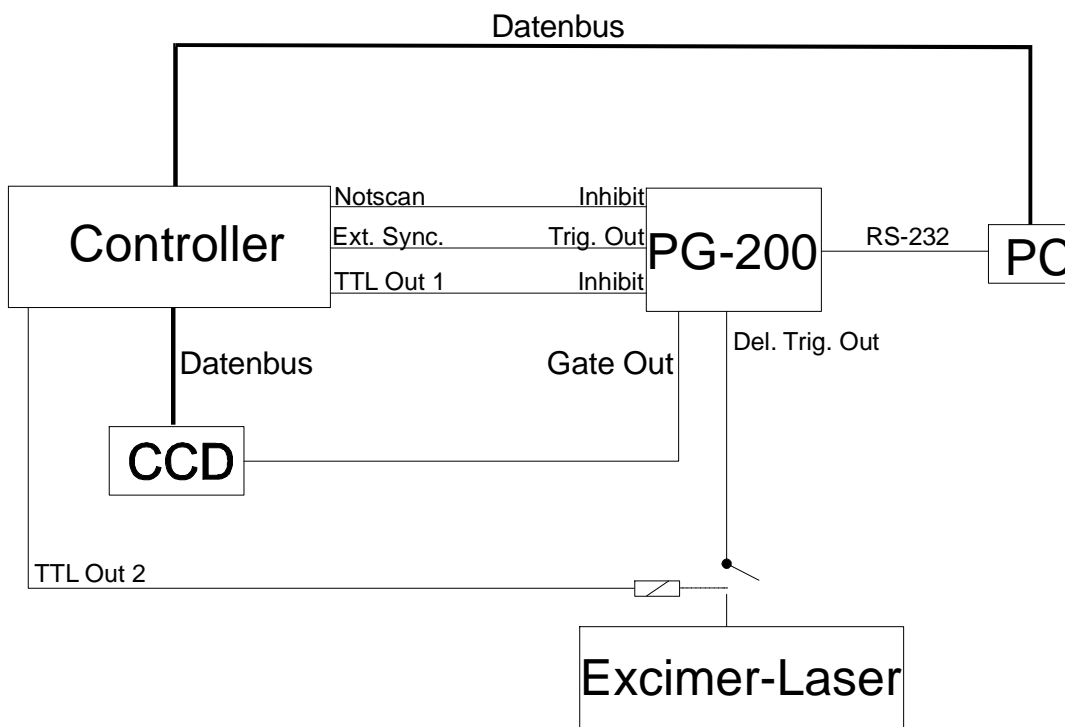 Datenbus
Notscan Inhibit
Controller Ext. Sync. Trig. Out PG-200 RS-232 PC
TTL Out 1 Inhibit
Del. Trig. Out
Datenbus Gate Out
CCD
TTL Out 2
Excimer-Laser